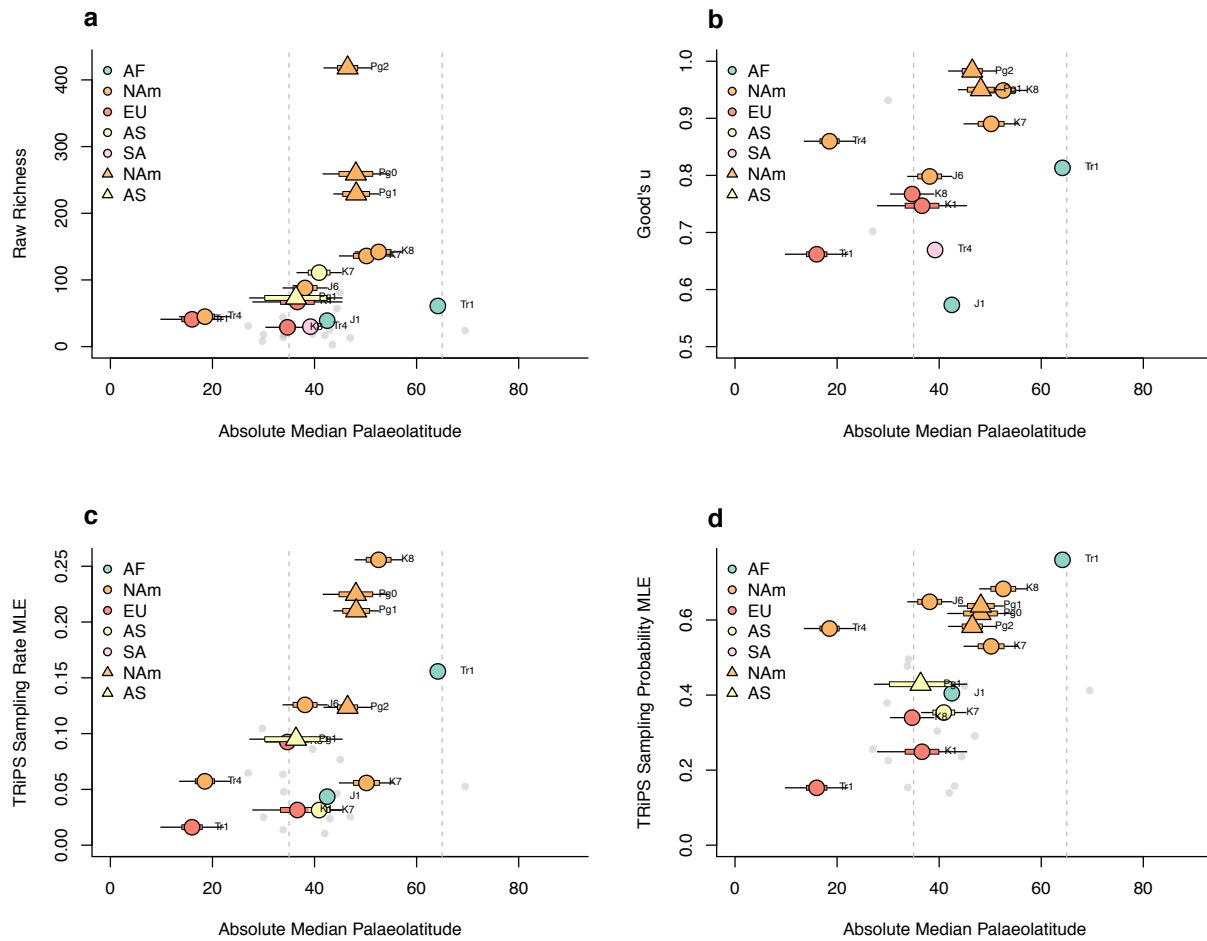 a
Raw Richness
0
100
200
300
400
AF
NAm
EU
AS
SA
NAm
AS
Pg2
Pg0
Pg1
K8
K7
K7
J6
Pg1
Tr1
Tr4
J1
Tr4
Tr1
0 20 40 60 80
Absolute Median Palaeolatitude
b
Good's u
0.5
0.6
0.7
0.8
0.9
1.0
AF
NAm
EU
AS
SA
NAm
AS
Pg2
Pg1
K8
K7
Tr4
Tr1
J6
K8
K1
Tr1
Tr4
J1
0 20 40 60 80
Absolute Median Palaeolatitude
c
TRiPS Sampling Rate MLE
0.00
0.05
0.10
0.15
0.20
0.25
AF
NAm
EU
AS
SA
NAm
AS
K8
Pg0
Pg1
Tr1
J6
Pg2
Pg1
Tr4
K7
J1
K1
K7
Tr1
0 20 40 60 80
Absolute Median Palaeolatitude
d
TRiPS Sampling Probability MLE
0.0
0.2
0.4
0.6
AF
NAm
EU
AS
SA
NAm
AS
Tr1
K8
J6
Pg1
Pg0
Pg2
Tr4
K7
Pg1
J1
K7
K8
K1
Tr1
0 20 40 60 80
Absolute Median Palaeolatitude